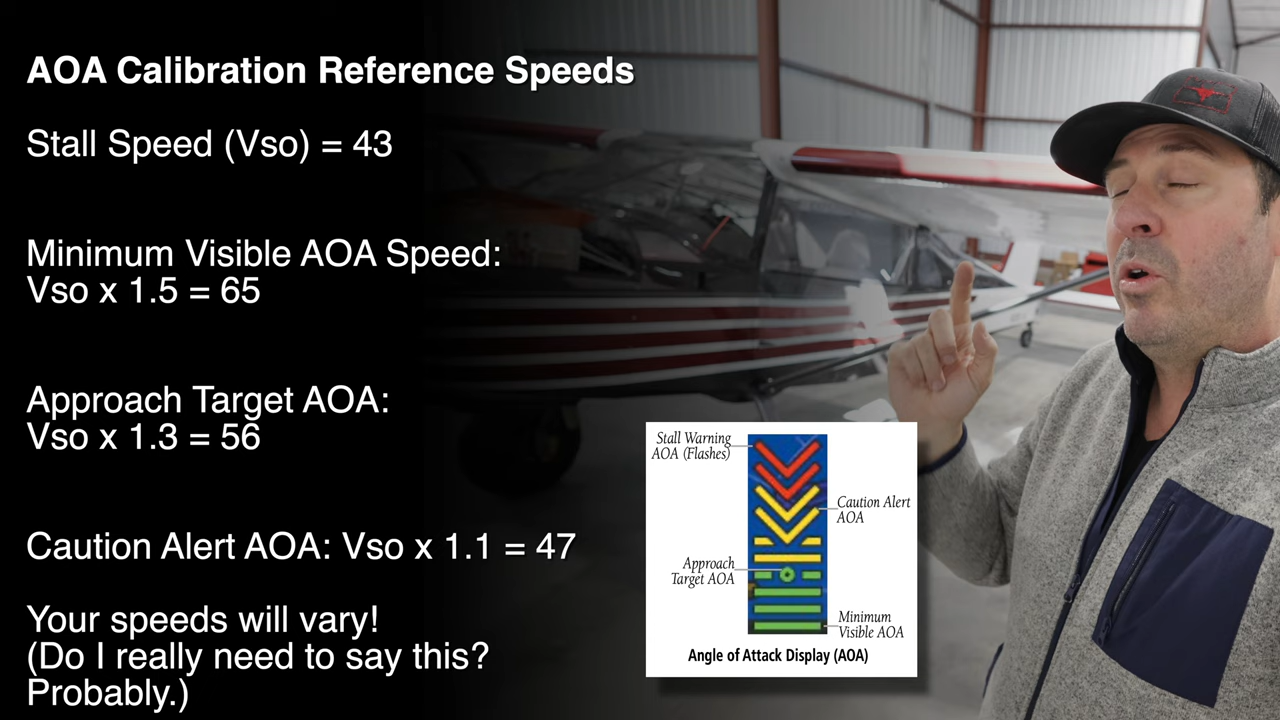 AOA Calibration Reference Speeds
Stall Speed (Vso) = 43
Minimum Visible AOA Speed:
Vso x 1.5 = 65
Approach Target AOA:
Vso x 1.3 = 56
Caution Alert AOA: Vso x 1.1 = 47
Your speeds will vary!
(Do I really need to say this?
Probably.)
Stall Warning
AOA (Flashes)
Caution Alert
AOA
Approach
Target AOA
Minimum
Visible AOA
Angle of Attack Display (AOA)